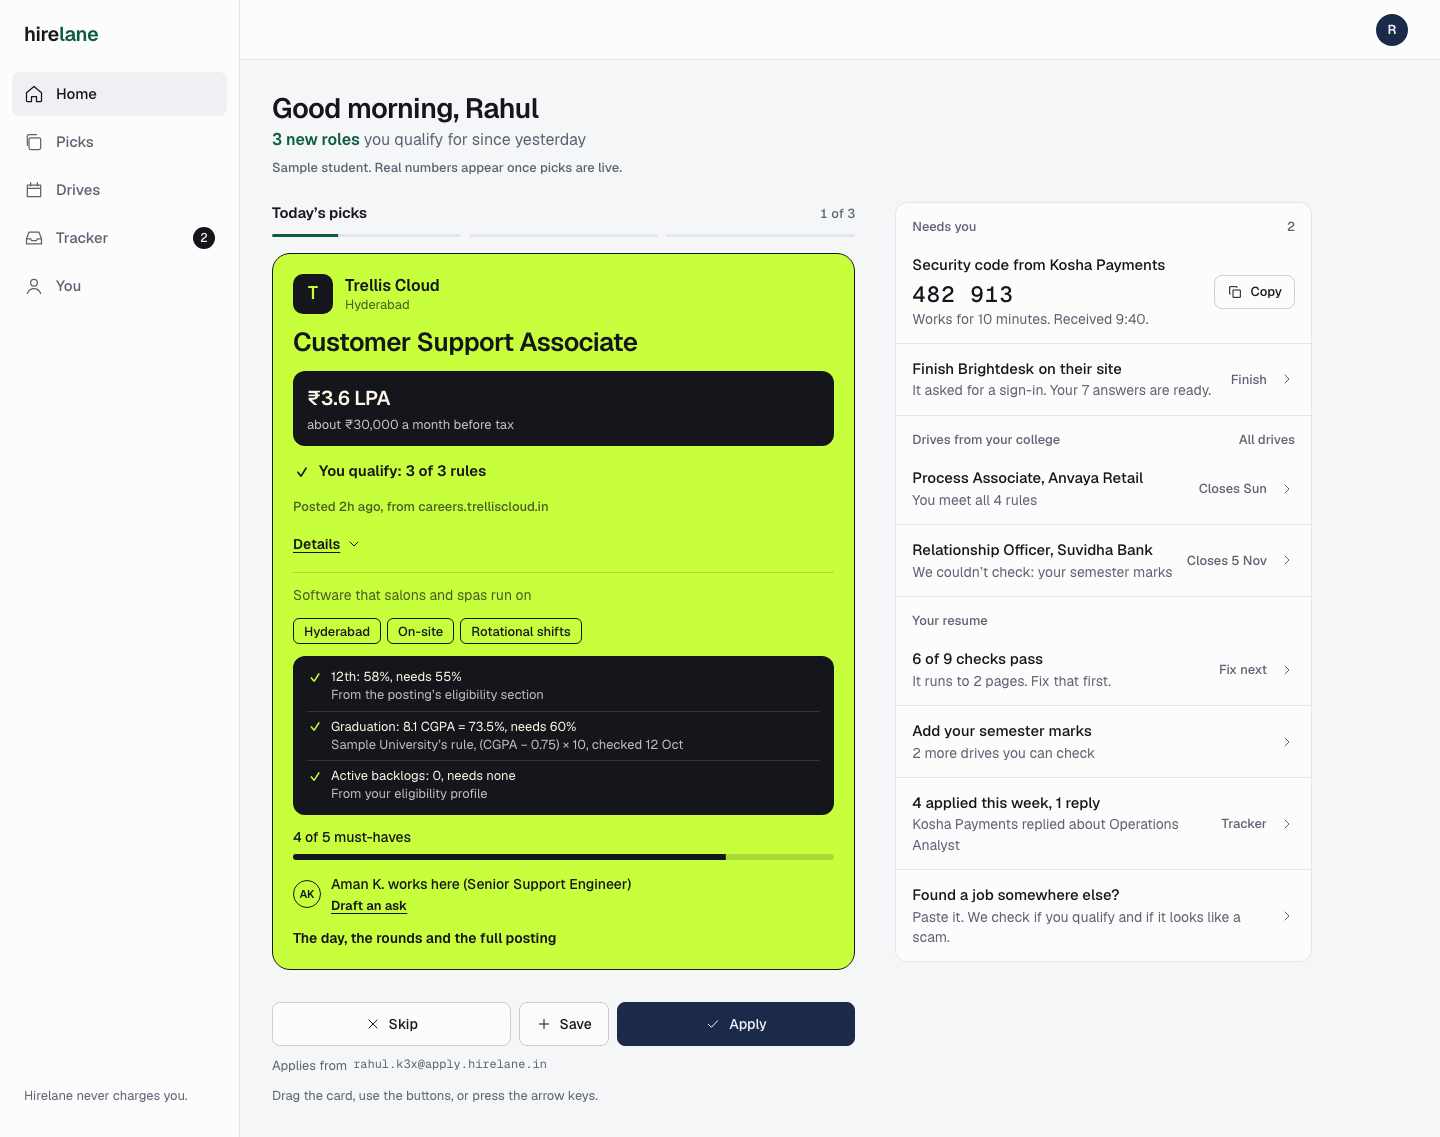 hirelane
Home
Picks
Drives
Tracker
2
You
Hirelane never charges you.
R
Good morning, Rahul
3 new roles you qualify for since yesterday
Sample student. Real numbers appear once picks are live.
Today’s picks
1 of 3
T
Trellis Cloud
Hyderabad
Customer Support Associate
₹3.6 LPA
about ₹30,000 a month before tax
You qualify: 3 of 3 rules
Posted 2h ago, from careers.trelliscloud.in
Details
Software that salons and spas run on
Hyderabad
On-site
Rotational shifts
12th: 58%, needs 55%
From the posting’s eligibility section
Graduation: 8.1 CGPA = 73.5%, needs 60%
Sample University’s rule, (CGPA − 0.75) × 10, checked 12 Oct
Active backlogs: 0, needs none
From your eligibility profile
4 of 5 must-haves
AK
Aman K. works here (Senior Support Engineer)
Draft an ask
The day, the rounds and the full posting
Skip
Save
Apply
Applies from rahul.k3x@apply.hirelane.in
Drag the card, use the buttons, or press the arrow keys.
Needs you
2
Security code from Kosha Payments
482 913
Works for 10 minutes. Received 9:40.
Copy
Finish Brightdesk on their site
It asked for a sign-in. Your 7 answers are ready.
Finish
Drives from your college
All drives
Process Associate, Anvaya Retail
You meet all 4 rules
Closes Sun
Relationship Officer, Suvidha Bank
We couldn’t check: your semester marks
Closes 5 Nov
Your resume
6 of 9 checks pass
It runs to 2 pages. Fix that first.
Fix next
Add your semester marks
2 more drives you can check
4 applied this week, 1 reply
Kosha Payments replied about Operations
Analyst
Tracker
Found a job somewhere else?
Paste it. We check if you qualify and if it looks like a
scam.